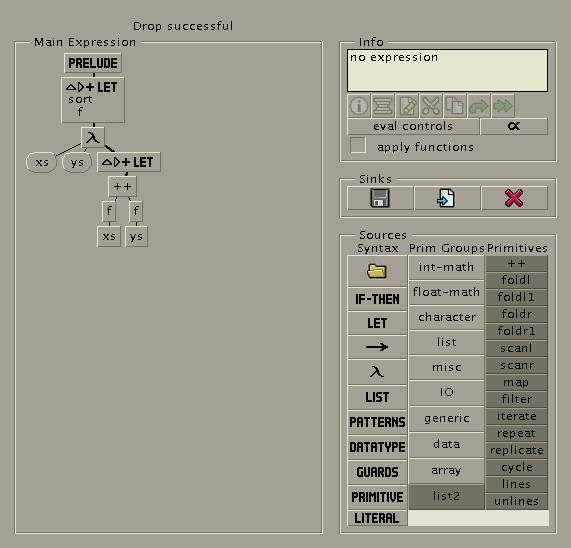 Drop successful
Main Expression
PRELUDE
LET
sort
f
λ
xs
ys
LET
++
f
f
xs
ys
Info
no expression
eval controls
α
apply functions
Sinks
Sources
Syntax
IF-THEN
LET
λ
LIST
PATTERNS
DATATYPE
GUARDS
PRIMITIVE
LITERAL
Prim Groups
int-math
float-math
character
list
misc
IO
generic
data
array
list2
Primitives
++
foldl
foldl1
foldr
foldr1
scanl
scanr
map
filter
iterate
repeat
replicate
cycle
lines
unlines